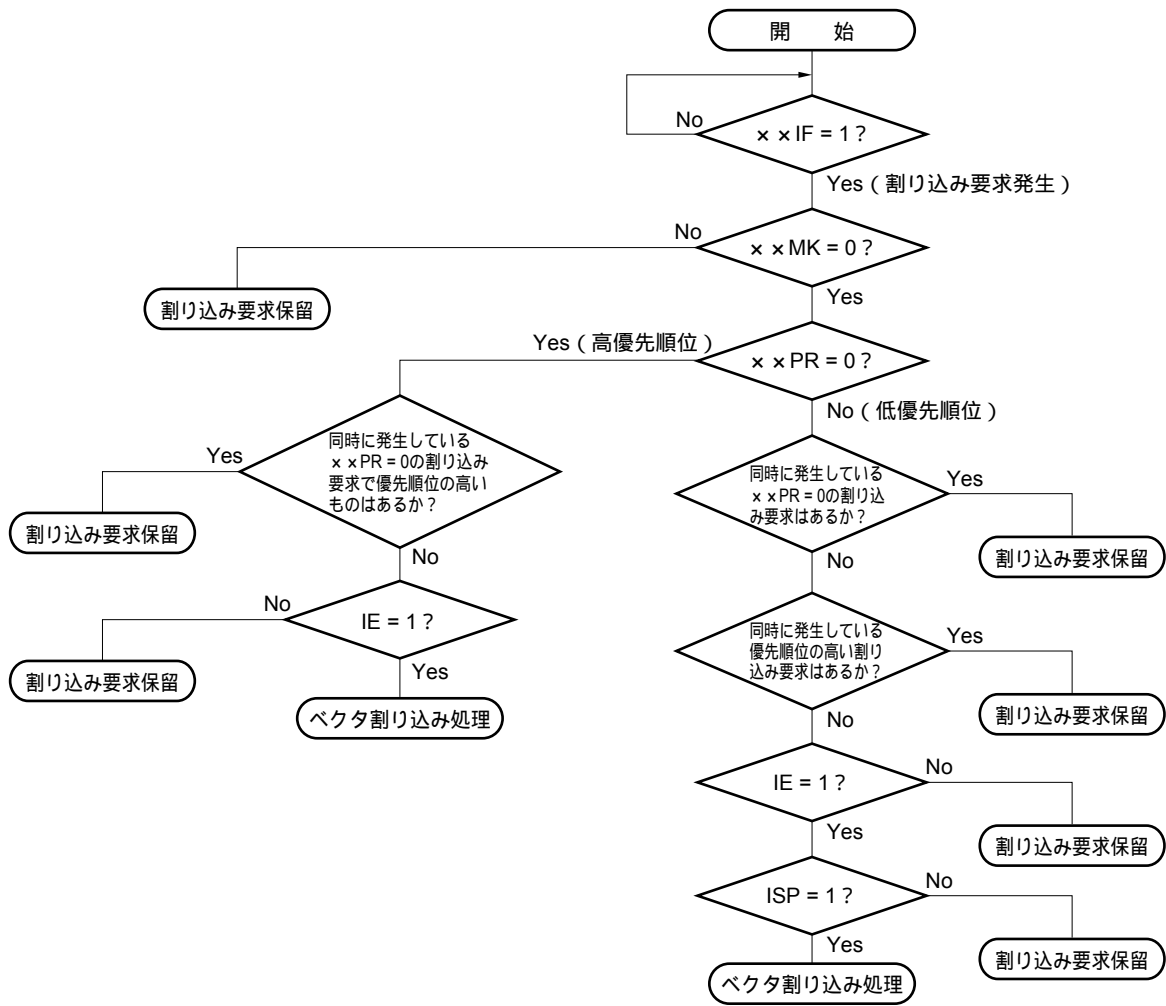 開 始
No
××IF = 1？
Yes（割り込み要求発生）
No
××MK = 0？
割り込み要求保留
Yes
Yes（高優先順位）
××PR = 0？
No（低優先順位）
Yes
同時に発生している
××PR = 0の割り込み
要求で優先順位の高い
ものはあるか？
割り込み要求保留
No
同時に発生している
××PR = 0の割り込
み要求はあるか？
Yes
割り込み要求保留
No
No
IE = 1？
割り込み要求保留
Yes
ベクタ割り込み処理
同時に発生している
優先順位の高い割り
込み要求はあるか？
Yes
割り込み要求保留
No
IE = 1？
No
割り込み要求保留
Yes
ISP = 1？
No
割り込み要求保留
Yes
ベクタ割り込み処理